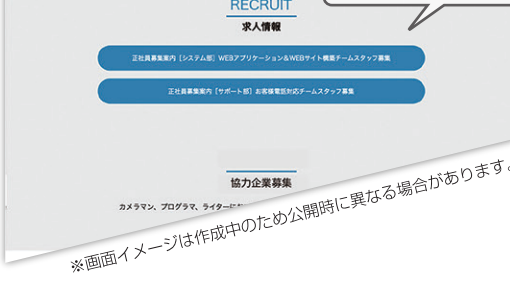 RECRUIT
求人情報
正社員募集案内［システム部］WEBアプリケーション＆WEBサイト構築チームスタッフ募集
正社員募集案内［サポート部］お客様電話対応チームスタッフ募集
協力企業募集
カメラマン、プログラマ、ライター
※画面イメージは作成中のため公開時に異なる場合があります。